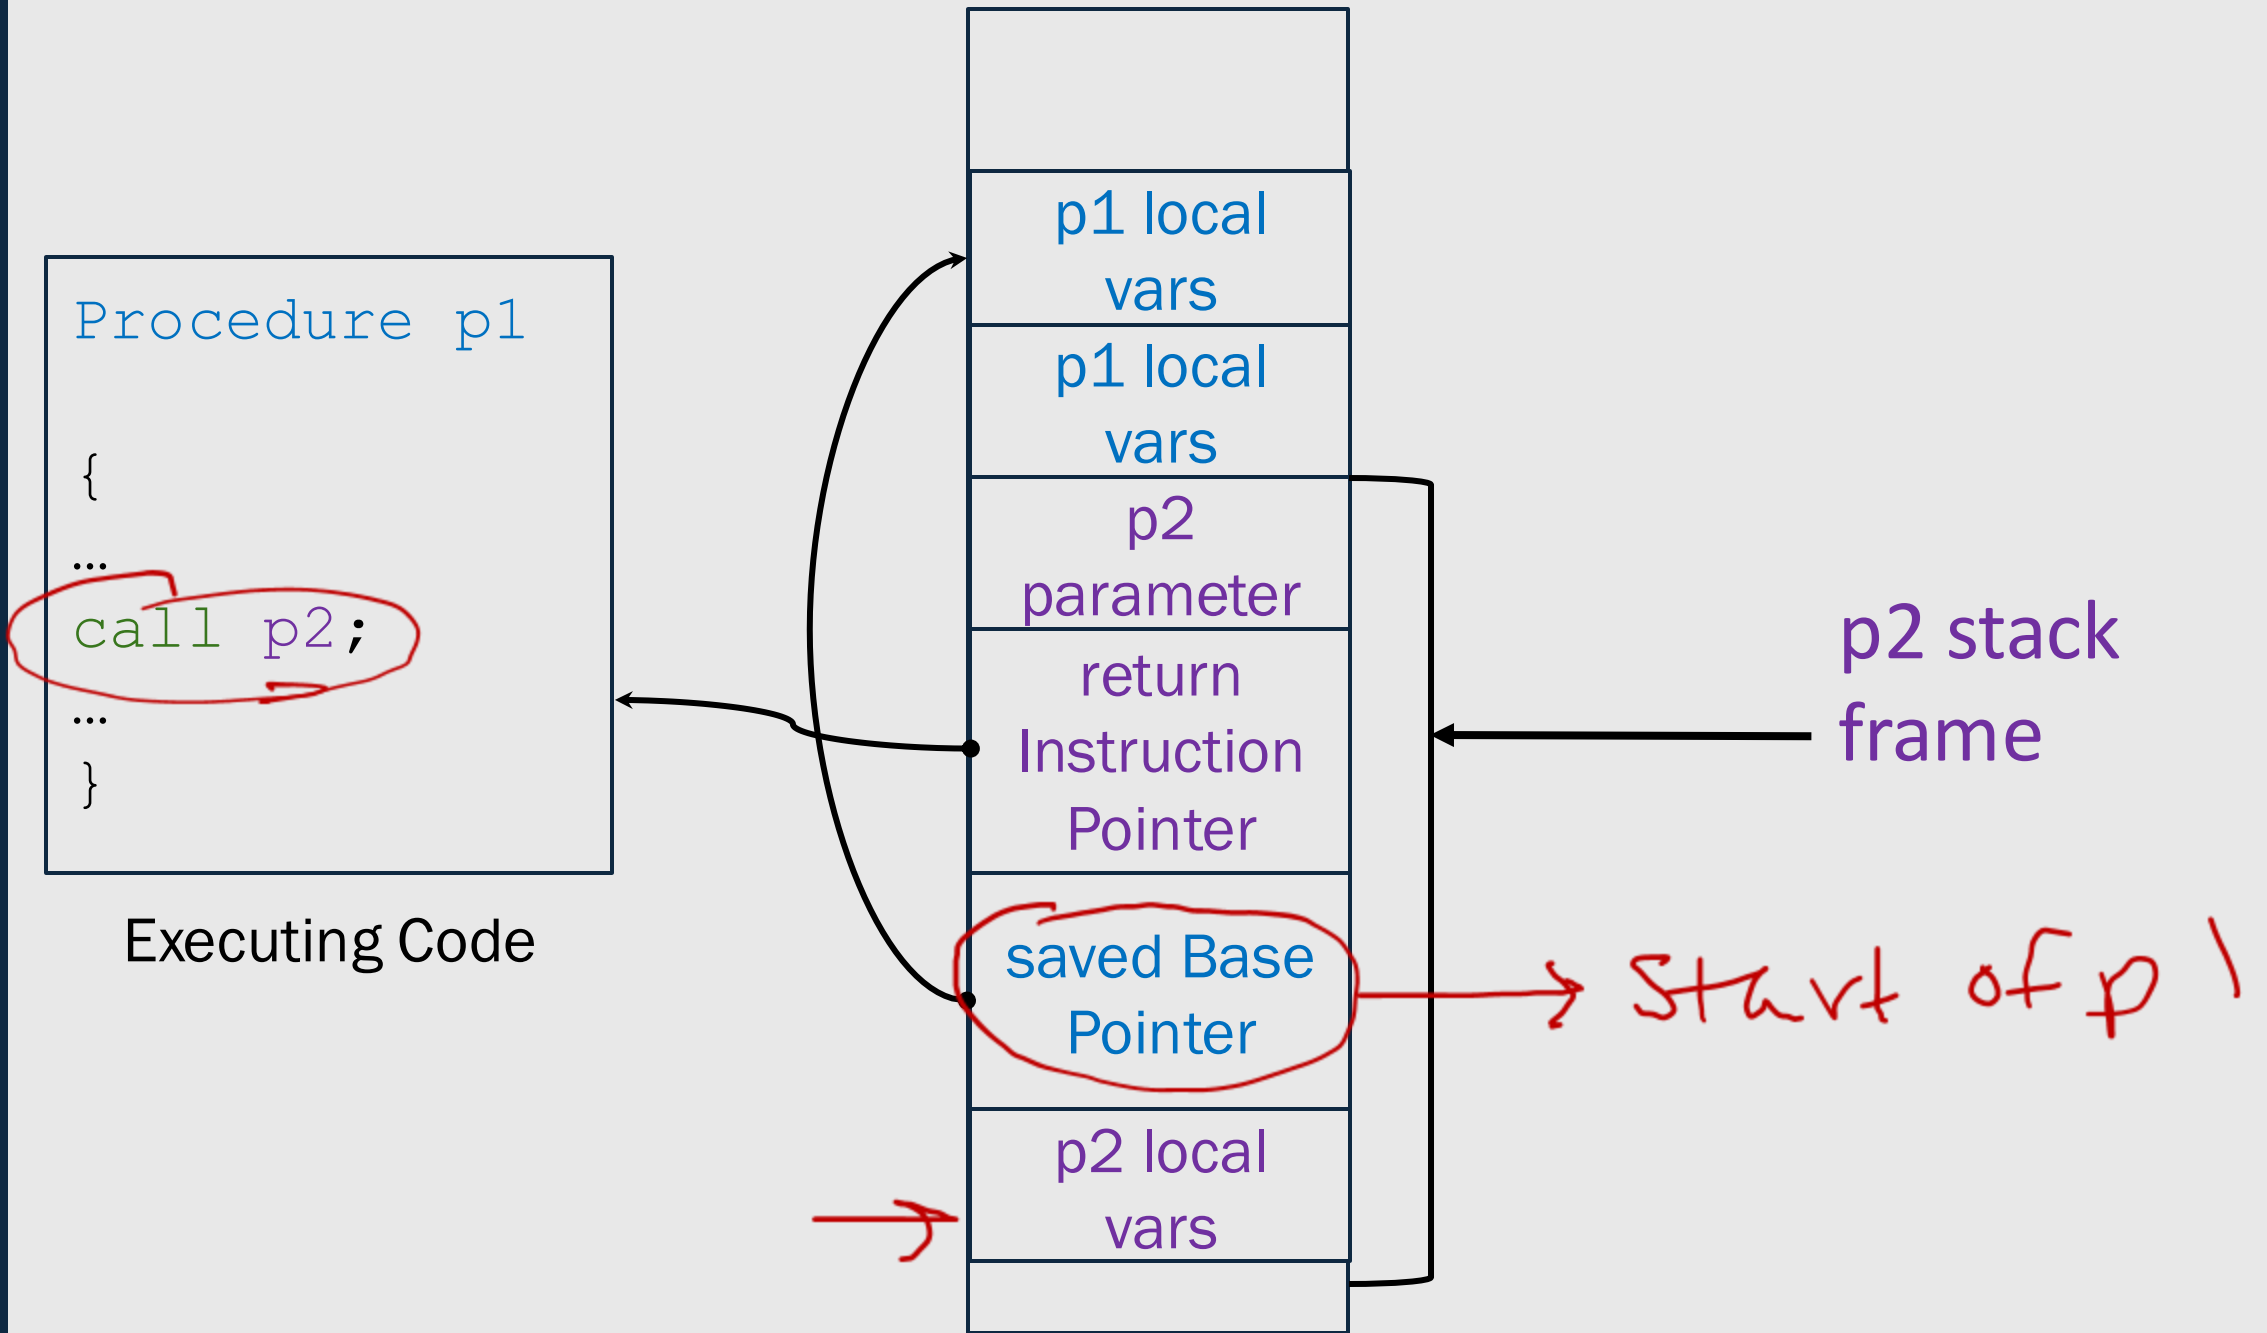 Procedure p1
{
…
call p2;
…
}
Executing Code
p1 local
vars
p1 local
vars
p2
parameter
return
Instruction
Pointer
saved Base
Pointer
p2 local
vars
p2 stack
frame
Start of p1